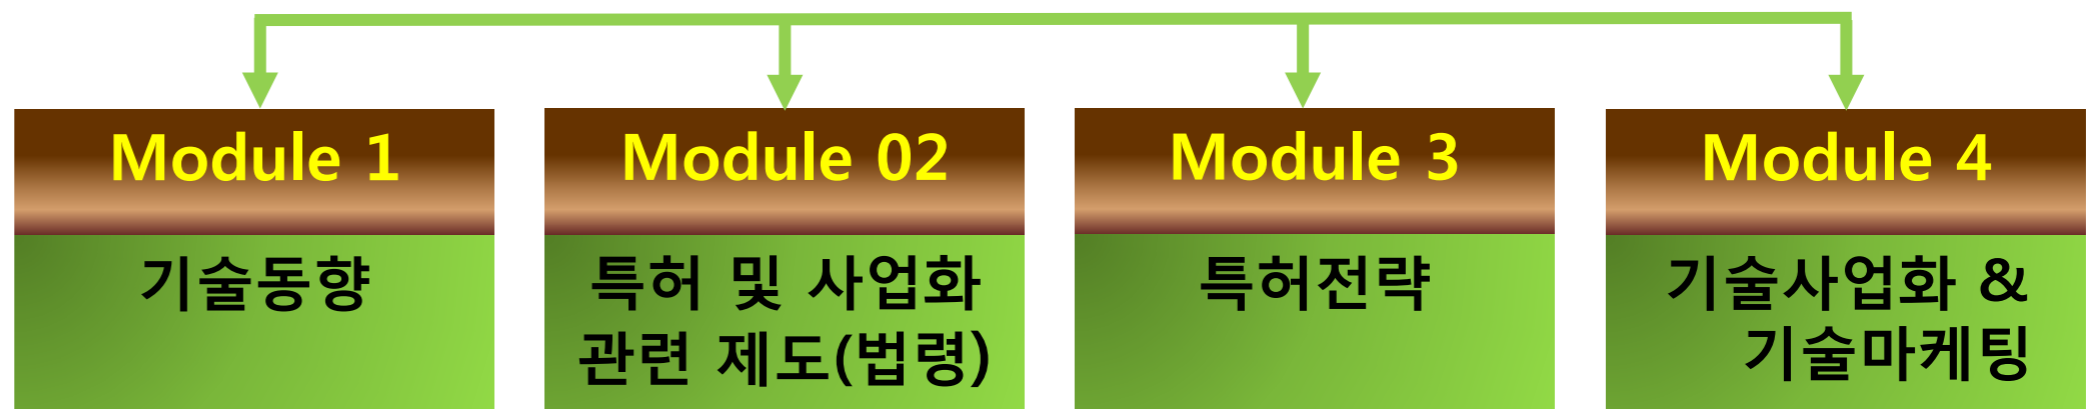 Module 1
기술동향
Module 02
특허 및 사업화
관련 제도(법령)
Module 3
특허전략
Module 4
기술사업화 &
기술마케팅